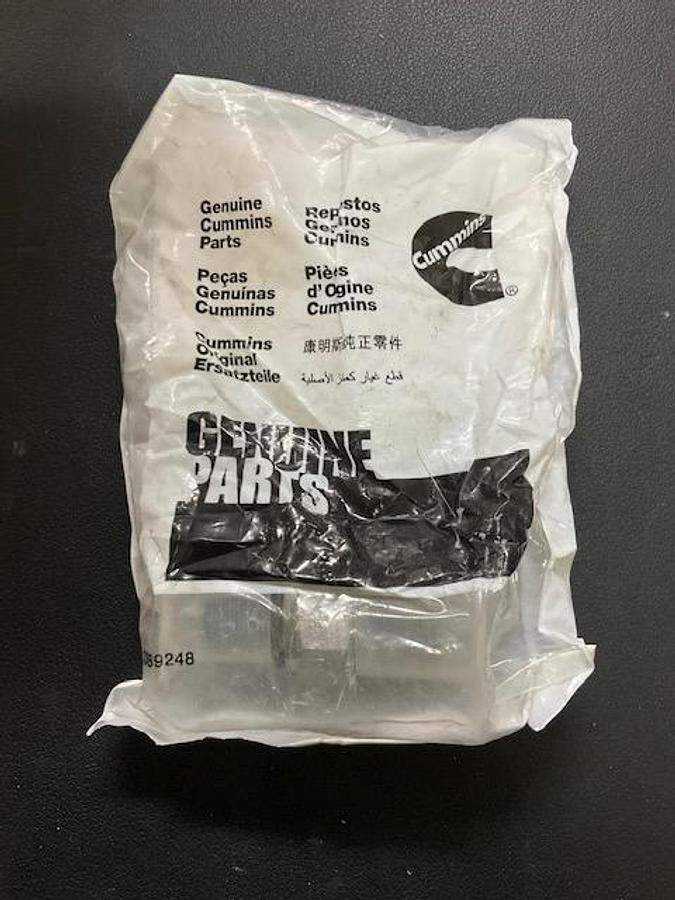 Genuine
Cummins
Parts
Repuestos
Genuinos
Cummins
Cummins
®
Peças
Genuínas
Cummins
Pièces
d'Origine
Cummins
Cummins
Original
Ersatzteile
康明斯纯正零件
قطع غيار كمنز الأصلية
GENUINE
PARTS
89248